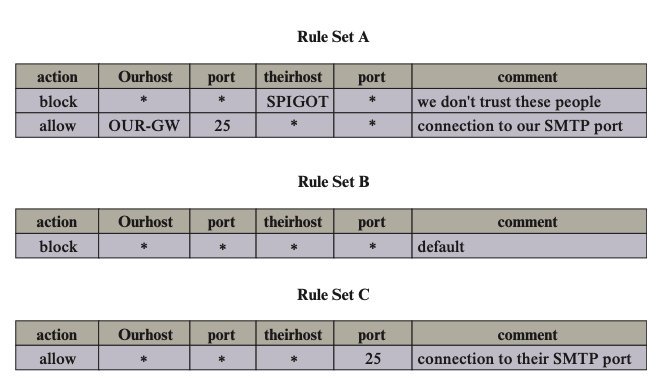 Rule Set A
action Ourhost port theirhost port comment
block * * SPIGOT * we don't trust these people
allow OUR-GW 25 * * connection to our SMTP port
Rule Set B
action Ourhost port theirhost port comment
block * * * * default
Rule Set C
action Ourhost port theirhost port comment
allow * * * 25 connection to their SMTP port